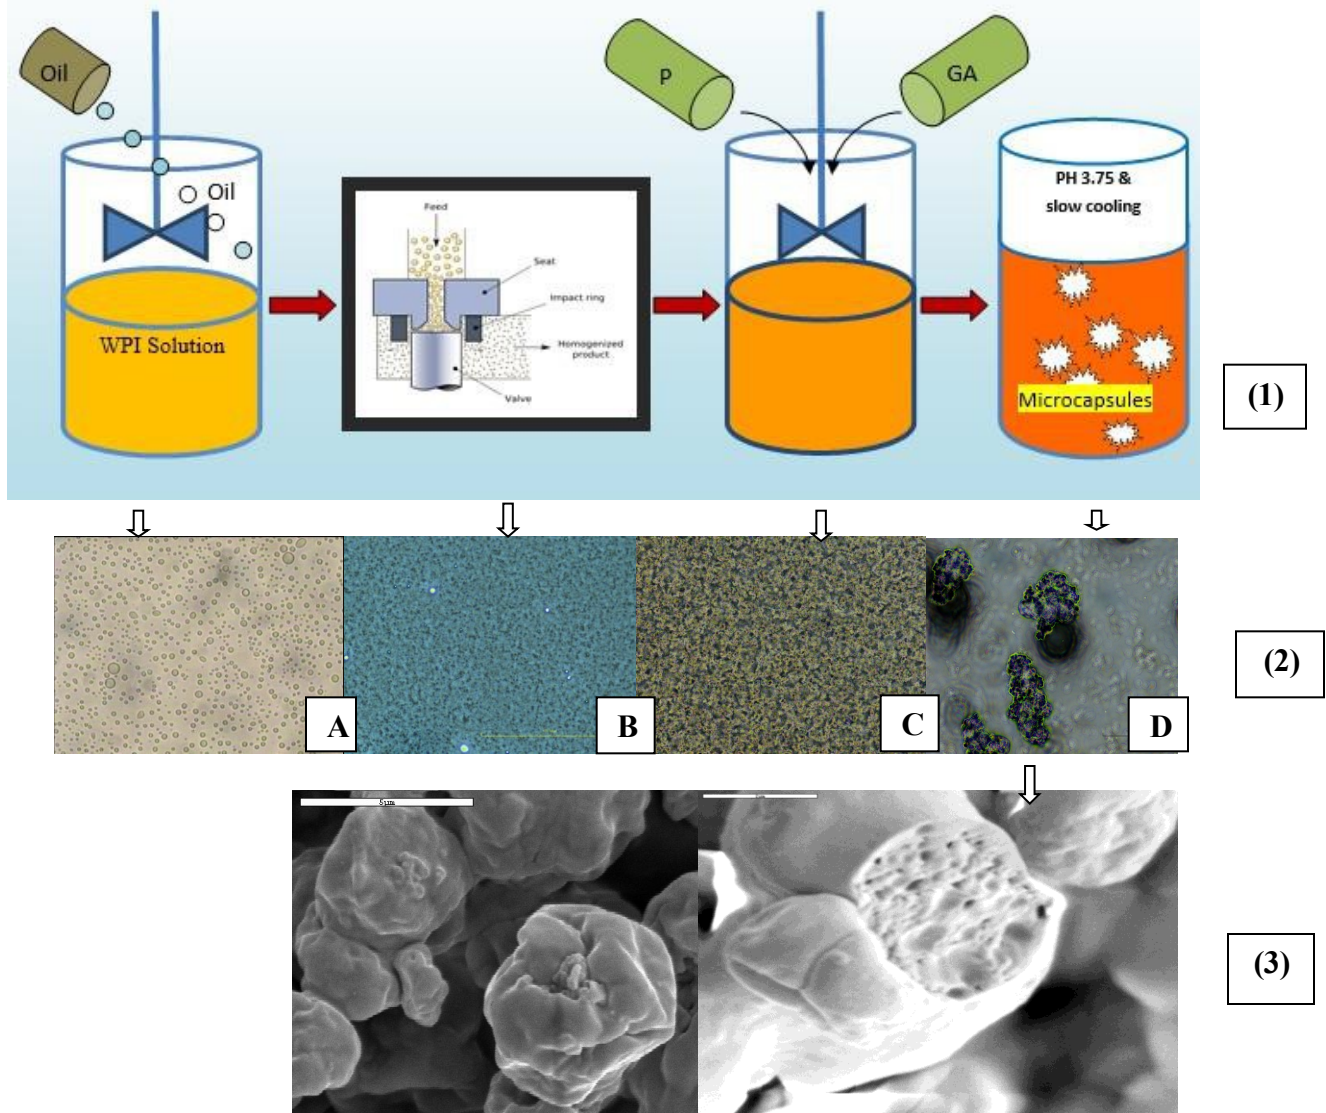 Oil
Oil
WPI Solution
Feed
Seat
Impact ring
Homogenized
product
Valve
P
GA
PH 3.75 &
slow cooling
Microcapsules
(1)
A
B
C
D
(2)
5µm
(3)